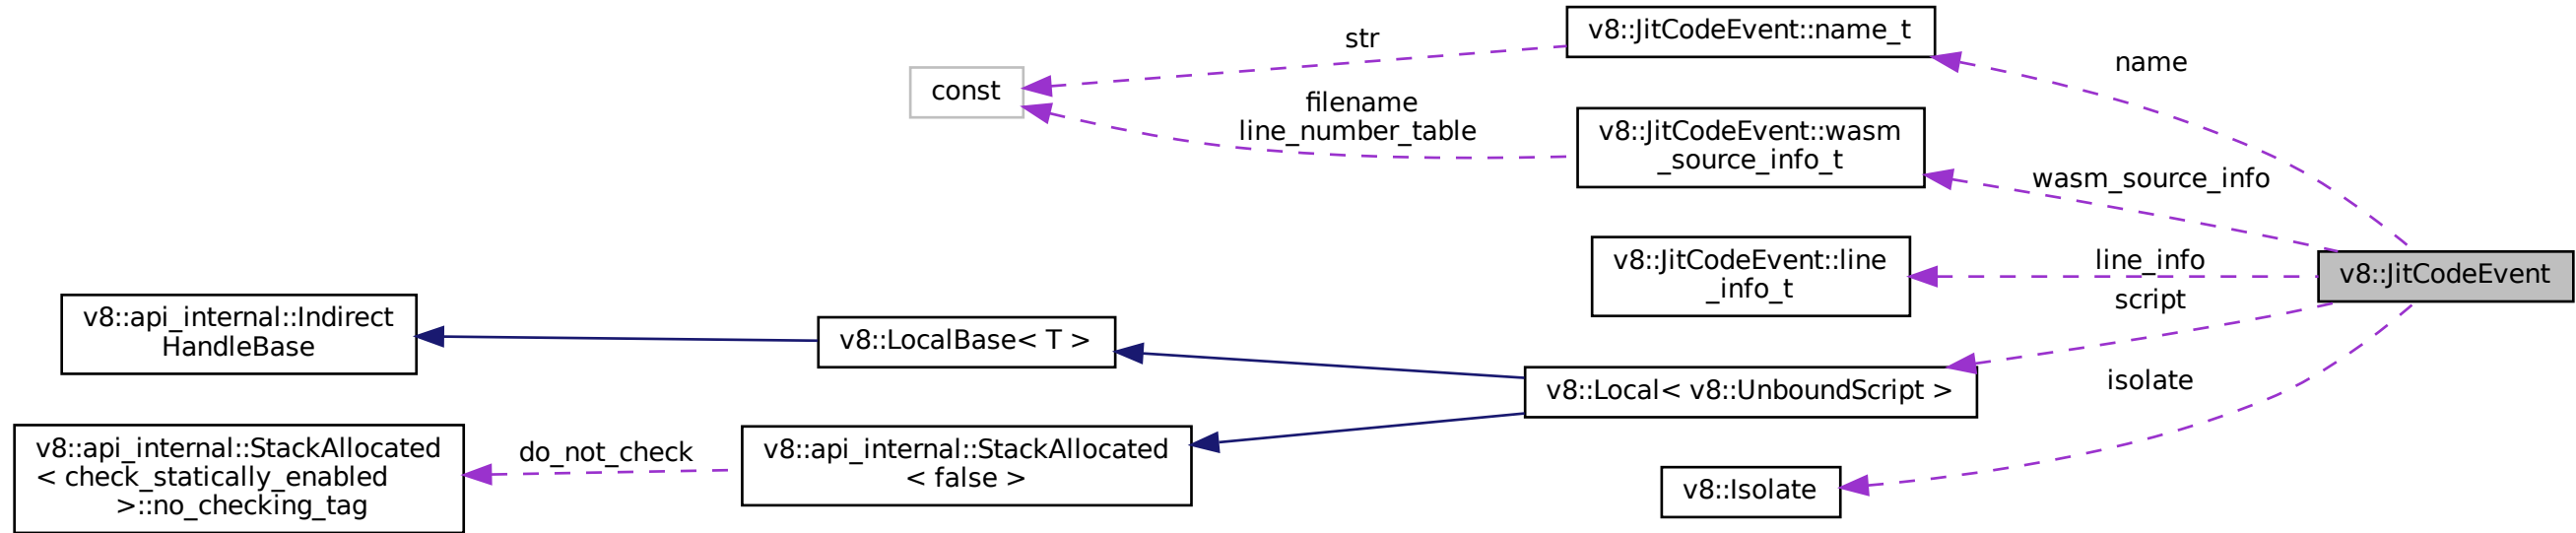 v8::JitCodeEvent::name_t
str
name
const
filename
line_number_table
v8::JitCodeEvent::wasm
_source_info_t
wasm_source_info
v8::JitCodeEvent::line
_info_t
line_info
v8::JitCodeEvent
script
v8::api_internal::Indirect
HandleBase
v8::LocalBase< T >
v8::Local< v8::UnboundScript >
isolate
v8::api_internal::StackAllocated
< check_statically_enabled
>::no_checking_tag
do_not_check
v8::api_internal::StackAllocated
< false >
v8::Isolate